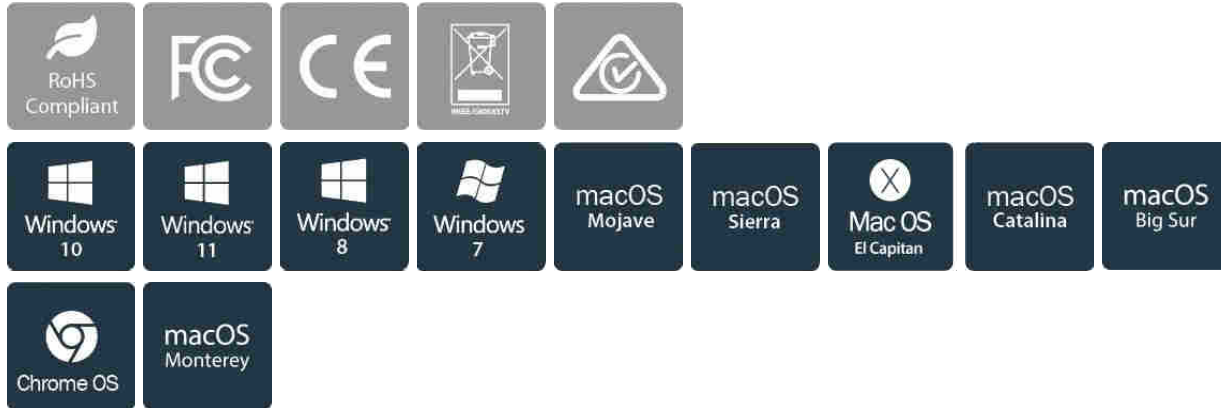 RoHS
Compliant
FC
CE
Windows
10
Windows
11
Windows
8
Windows
7
macOS
Mojave
macOS
Sierra
X
Mac OS
El Capitan
macOS
Catalina
macOS
Big Sur
Chrome OS
macOS
Monterey